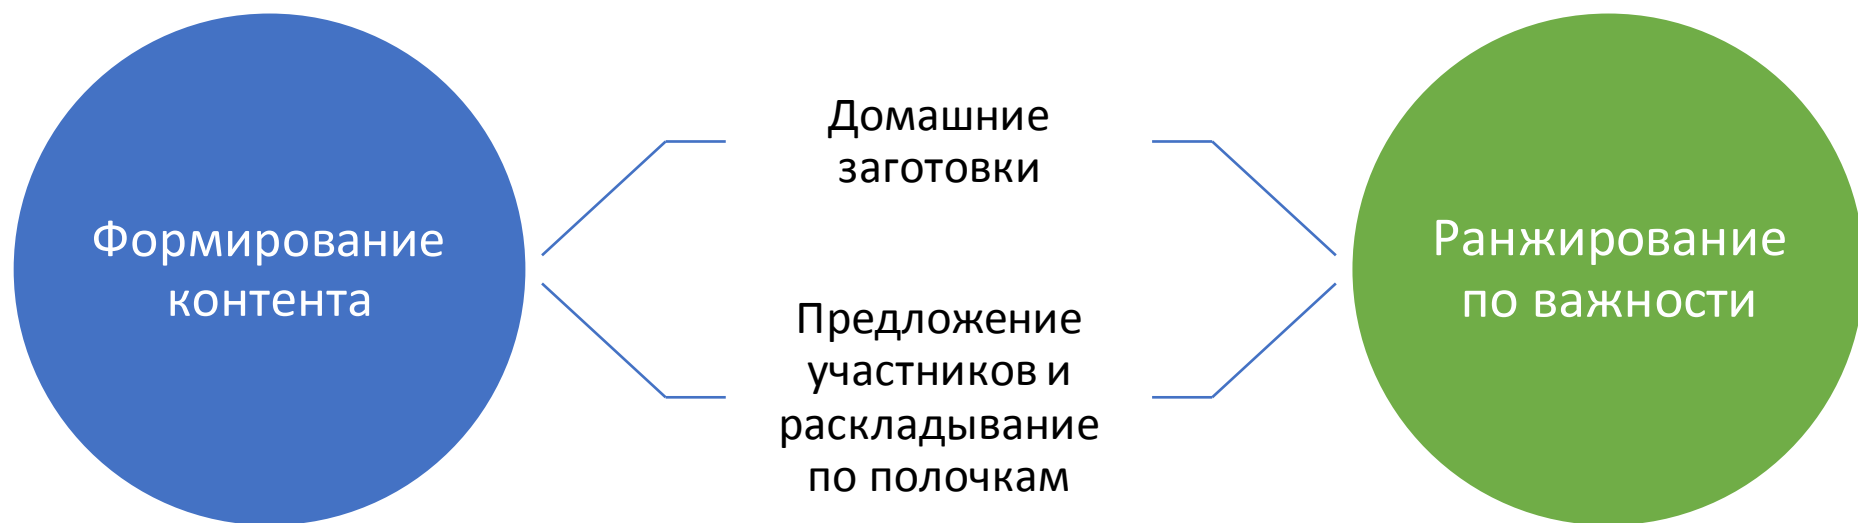 Формирование
контента
Домашние
заготовки
Предложение
участников и
раскладывание
по полочкам
Ранжирование
по важности